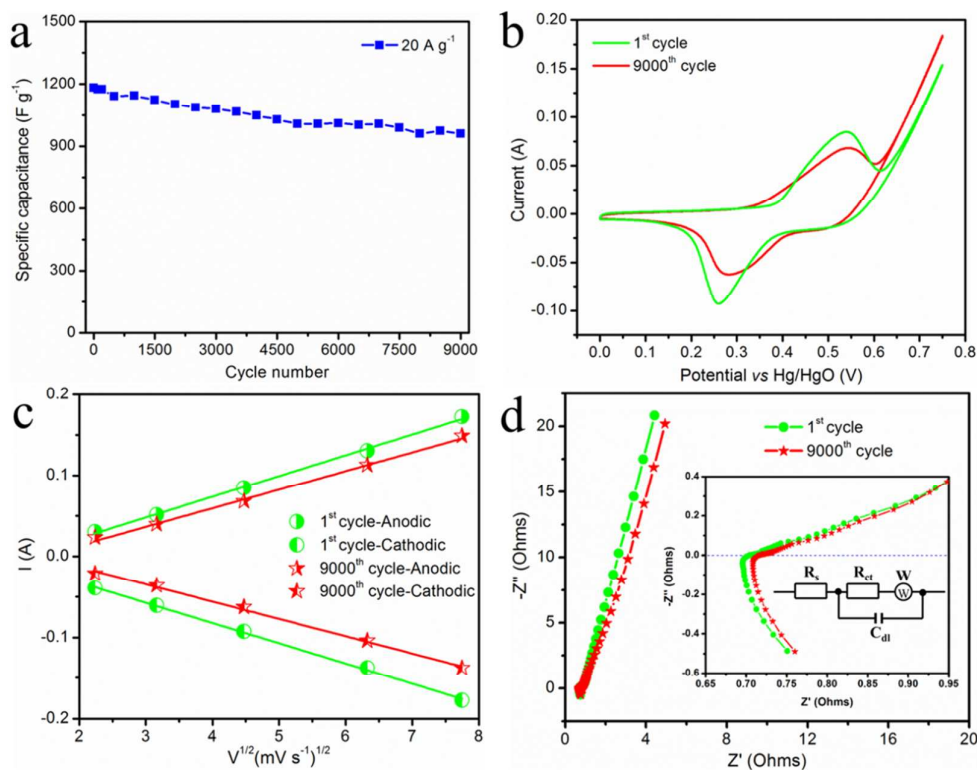 a
20 A g⁻¹
Specific capacitance (F g⁻¹)
1500
1200
900
600
300
0
0 1500 3000 4500 6000 7500 9000
Cycle number
b
1ˢᵗ cycle
9000ᵗʰ cycle
Current (A)
0.20
0.15
0.10
0.05
0.00
-0.05
-0.10
0.0 0.1 0.2 0.3 0.4 0.5 0.6 0.7 0.8
Potential vs Hg/HgO (V)
c
I (A)
0.2
0.1
0.0
-0.1
-0.2
1ˢᵗ cycle-Anodic
1ˢᵗ cycle-Cathodic
9000ᵗʰ cycle-Anodic
9000ᵗʰ cycle-Cathodic
2 3 4 5 6 7 8
V¹/²(mV s⁻¹)¹/²
d
1ˢᵗ cycle
9000ᵗʰ cycle
-Z'' (Ohms)
20
15
10
5
0
0 4 8 12 16 20
Z' (Ohms)
-Z'' (Ohms)
0.4
0.2
0.0
-0.2
-0.4
-0.6
Rs
Rct
W
W
Cdl
0.65 0.70 0.75 0.80 0.85 0.90 0.95
Z' (Ohms)